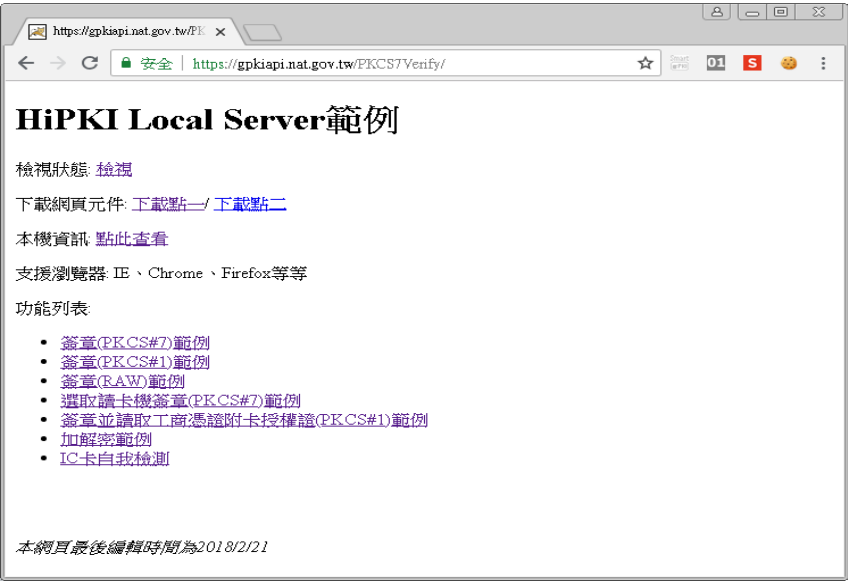 https://gpkiapi.nat.gov.tw/PK
安全 | https://gpkiapi.nat.gov.tw/PKCS7Verify/
01 S
HiPKI Local Server範例
檢視狀態: 檢視
下載網頁元件: 下載點一/ 下載點二
本機資訊: 點此查看
支援瀏覽器: IE、Chrome、Firefox等等
功能列表:
簽章(PKCS#7)範例
簽章(PKCS#1)範例
簽章(RAW)範例
選取讀卡機簽章(PKCS#7)範例
簽章並讀取工商憑證附卡授權證(PKCS#1)範例
加解密範例
IC卡自我檢測
本網頁最後編輯時間為2018/2/21